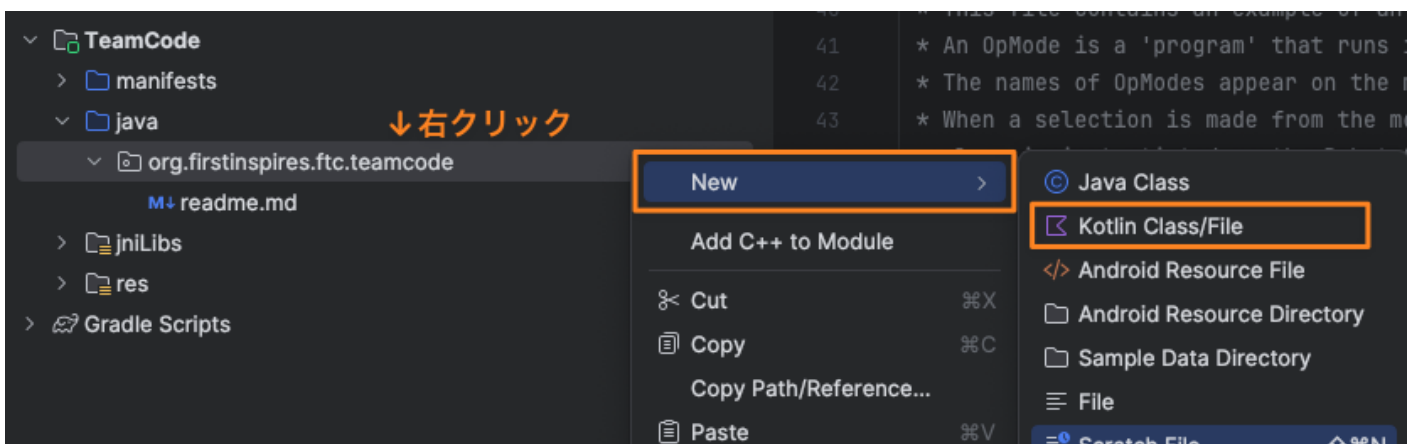 TeamCode
manifests
java
↓右クリック
org.firstinspires.ftc.teamcode
M↓ readme.md
jniLibs
res
Gradle Scripts
41 * An OpMode is a 'program' that runs
42 * The names of OpModes appear on the
43 * When a selection is made from the
New
Add C++ to Module
Cut ⌘X
Copy ⌘C
Copy Path/Reference...
Paste ⌘V
Java Class
Kotlin Class/File
Android Resource File
Android Resource Directory
Sample Data Directory
File
Scratch File ⇧⌘N